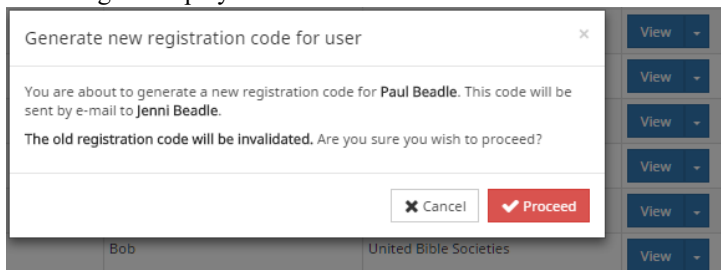 Generate new registration code for user ×
View
View
You are about to generate a new registration code for Paul Beadle. This code will be
sent by e-mail to Jenni Beadle.
View
The old registration code will be invalidated. Are you sure you wish to proceed?
View
Cancel Proceed
View
Bob United Bible Societies View